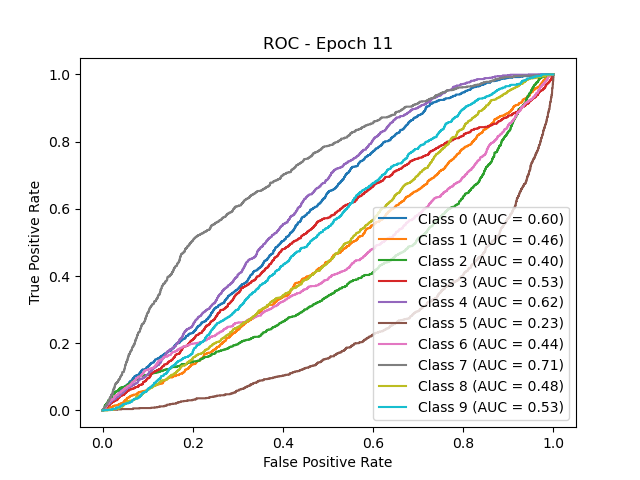 ROC - Epoch 11
True Positive Rate
1.0
0.8
0.6
0.4
0.2
0.0
Class 0 (AUC = 0.60)
Class 1 (AUC = 0.46)
Class 2 (AUC = 0.40)
Class 3 (AUC = 0.53)
Class 4 (AUC = 0.62)
Class 5 (AUC = 0.23)
Class 6 (AUC = 0.44)
Class 7 (AUC = 0.71)
Class 8 (AUC = 0.48)
Class 9 (AUC = 0.53)
0.0 0.2 0.4 0.6 0.8 1.0
False Positive Rate